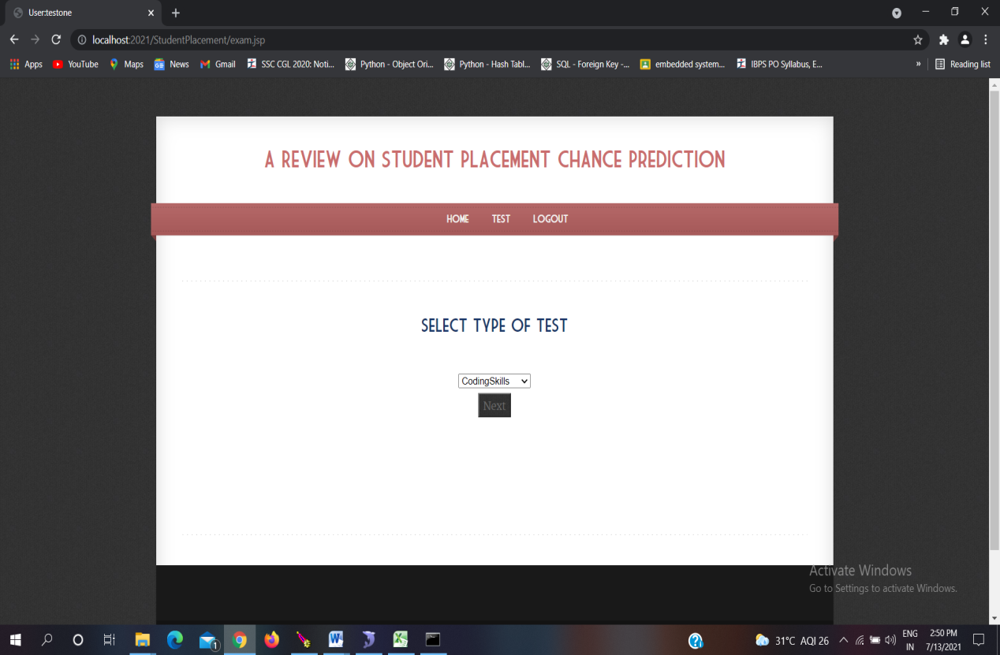 User:testone
localhost:2021/StudentPlacement/exam.jsp
Apps YouTube Maps News Gmail SSC CGL 2020: Noti... Python - Object Ori... Python - Hash Tabl... SQL - Foreign Key -... embedded system... IBPS PO Syllabus, E... » Reading list
A REVIEW ON STUDENT PLACEMENT CHANCE PREDICTION
HOME TEST LOGOUT
SELECT TYPE OF TEST
CodingSkills
Next
Activate Windows
Go to Settings to activate Windows.
1 31°C AQI 26 ENG IN 2:50 PM 7/13/2021